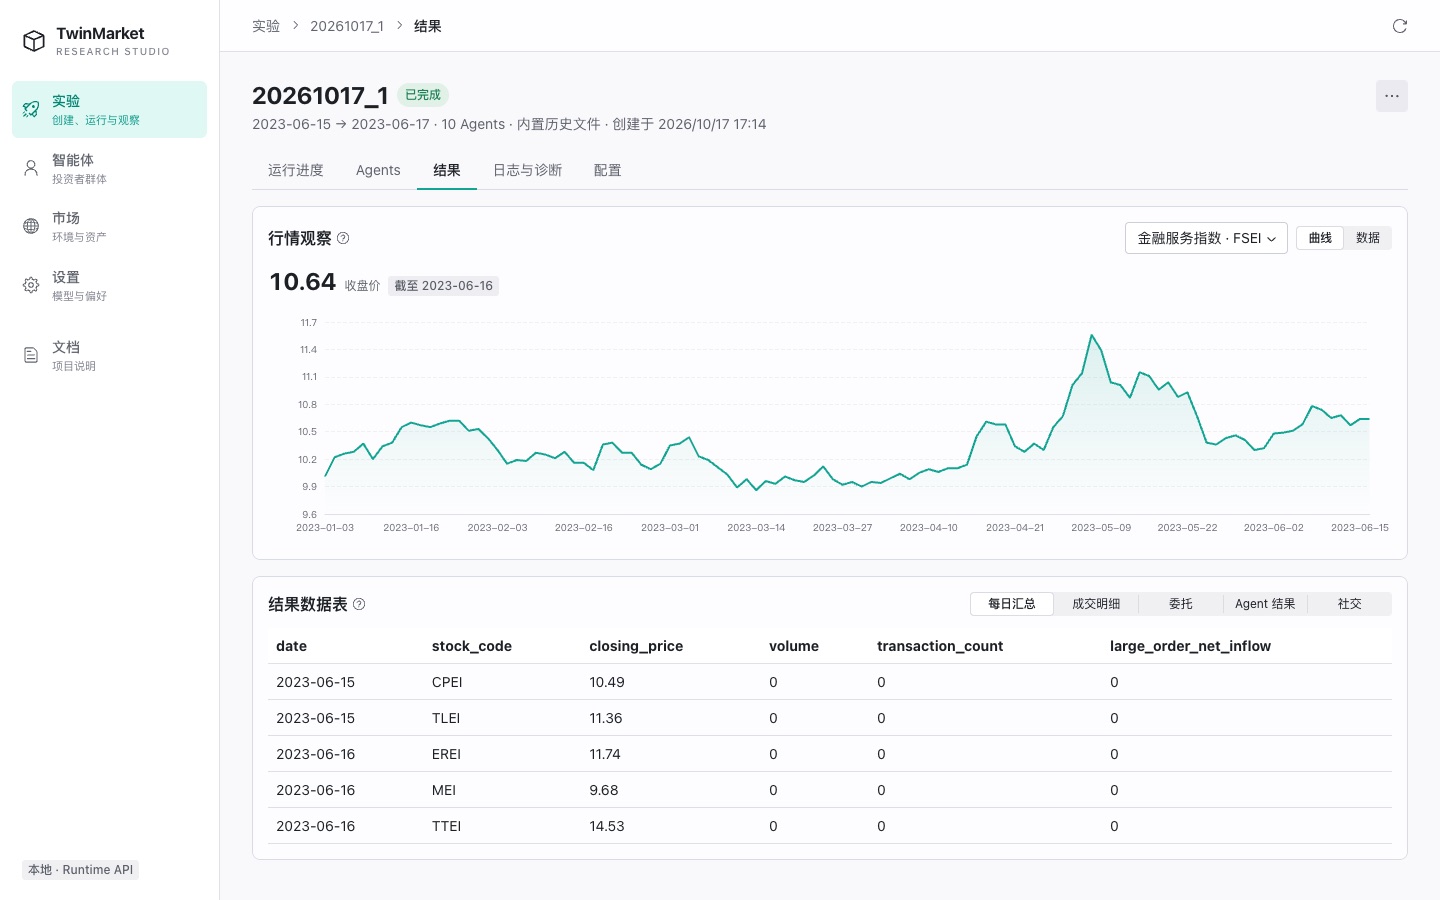 TwinMarket
RESEARCH STUDIO
实验
创建、运行与观察
智能体
投资者群体
市场
环境与资产
设置
模型与偏好
文档
项目说明
本地 · Runtime API
实验 > 20261017_1 > 结果
20261017_1 已完成
2023-06-15 → 2023-06-17 · 10 Agents · 内置历史文件 · 创建于 2026/10/17 17:14
运行进度 Agents 结果 日志与诊断 配置
行情观察 金融服务指数 · FSEI 曲线 数据
10.64 收盘价 截至 2023-06-16
11.7
11.4
11.1
10.8
10.5
10.2
9.9
9.6
2023-01-03 2023-01-16 2023-02-03 2023-02-16 2023-03-01 2023-03-14 2023-03-27 2023-04-10 2023-04-21 2023-05-09 2023-05-22 2023-06-02 2023-06-15
结果数据表 每日汇总 成交明细 委托 Agent 结果 社交
date stock_code closing_price volume transaction_count large_order_net_inflow
2023-06-15 CPEI 10.49 0 0 0
2023-06-15 TLEI 11.36 0 0 0
2023-06-16 EREI 11.74 0 0 0
2023-06-16 MEI 9.68 0 0 0
2023-06-16 TTEI 14.53 0 0 0